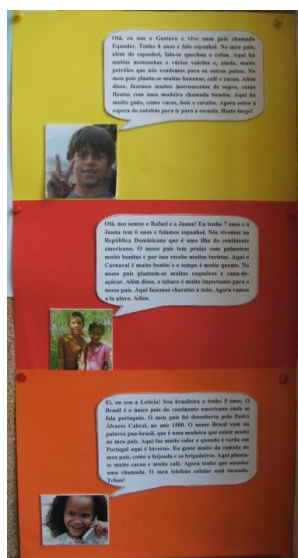 Olá, eu sou o Gustavo e vivo num país chamado
Equador. Tenho 8 anos e falo espanhol. No meu país,
além do espanhol, fala-se quechua e cofan. Aqui há
muitas montanhas e vários vulcões e, ainda, muito
petróleo que nós vendemos para os outros países. No
meu país planta-se muitas bananas, café e cacau. Além
disso, fazemos muitos instrumentos de sopro, como
flautas com uma madeira chamada bambu. Aqui há
muito gado, como vacas, bois e cavalos. Agora estou à
espera do autobús para ir para a escola. Hasta luego!
Olá, nos somos o Rafael e a Juana! Eu tenho 7 anos e a
Juana tem 6 anos e falamos espanhol. Nós vivemos na
República Dominicana que é uma ilha do continente
americano. O nosso país tem praias com palmeiras
muito bonitas e por isso recebe muitos turistas. Aqui o
Carnaval é muito bonito e o tempo é muito quente. No
nosso país plantam-se muitos coqueiros e cana-de-
açúcar. Além disso, o tabaco é muito importante para o
nosso país. Aqui fazemos charutos à mão. Agora vamos
a la playa. Adios.
Ei, eu sou a Letícia! Sou brasileira e tenho 5 anos. O
Brasil é o único país do continente americano onde se
fala português. O meu país foi descoberto pelo Pedro
Álvares Cabral, no ano 1500. O nome Brasil vem da
palavra pau-brasil, que é uma madeira que existe muito
no meu país. Aqui faz muito calor e quando é verão em
Portugal aqui é Inverno. Eu gosto muito da comida do
meu país, como a feijoada e os brigadeiros. Aqui planta-
se muito cacau e muito café. Agora tenho que atender
uma chamada. O meu telefone celular está tocando.
Tchau!